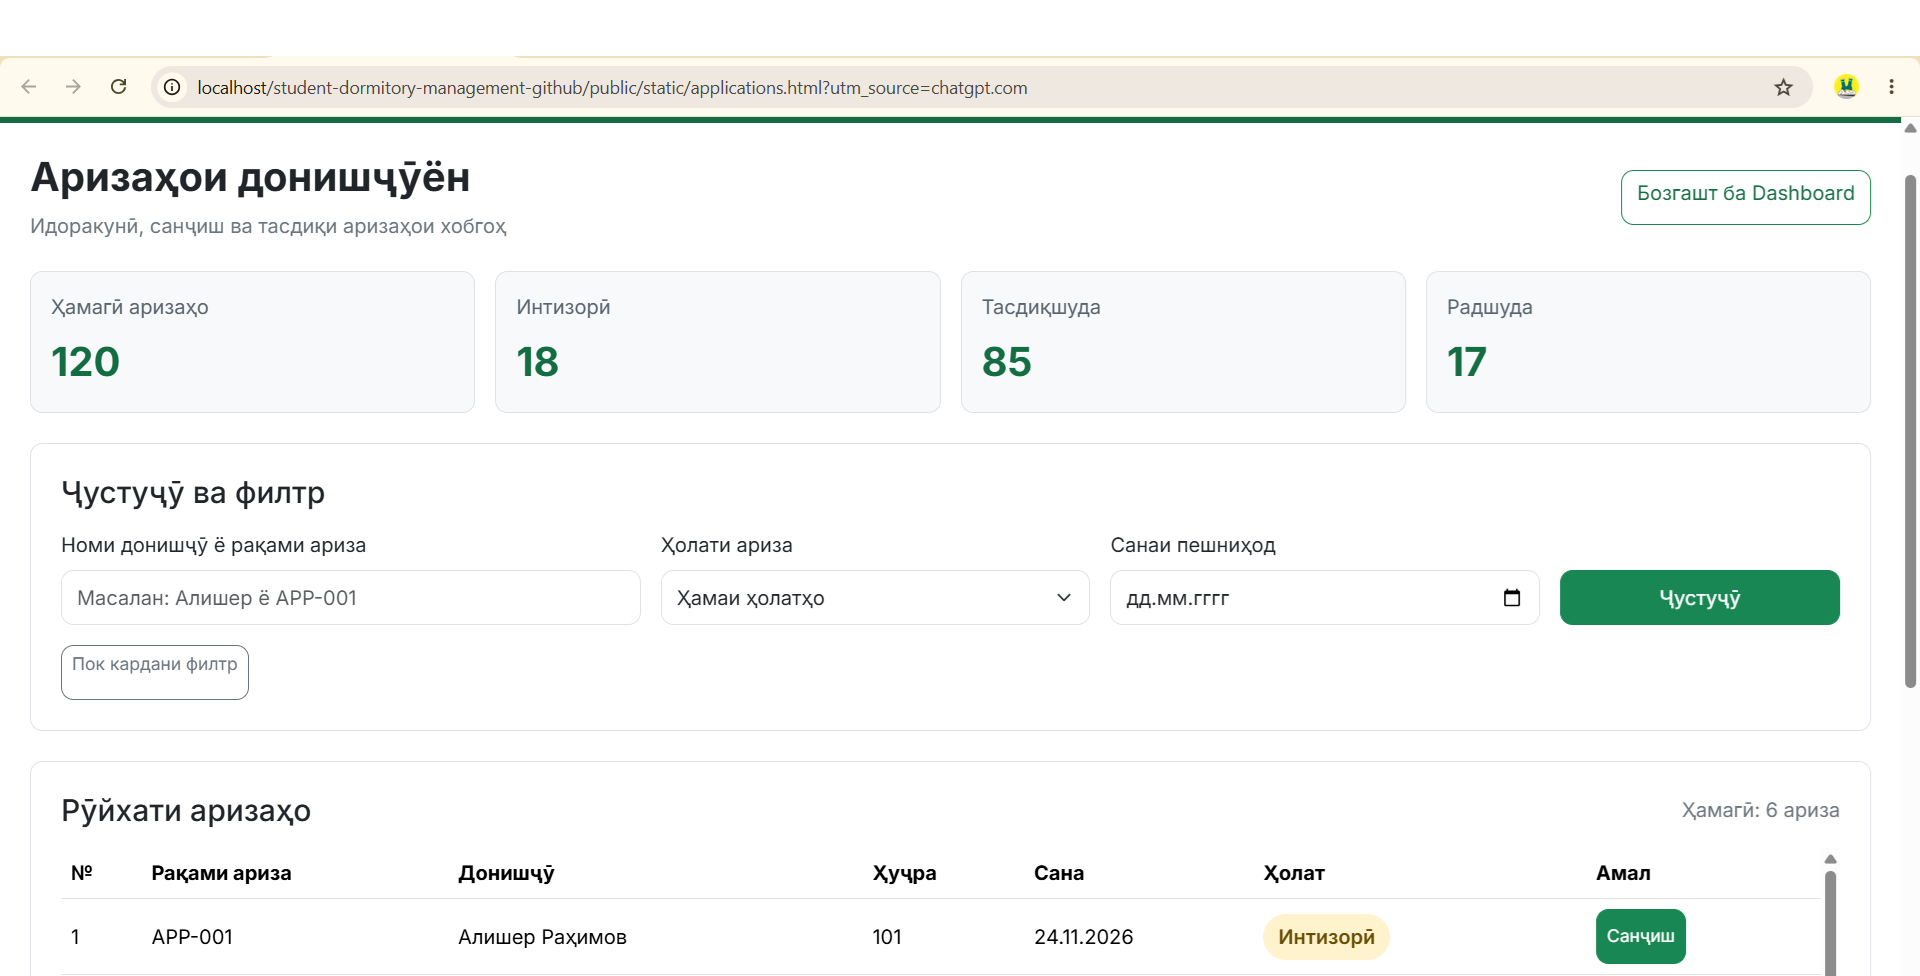 localhost/student-dormitory-management-github/public/static/applications.html?utm_source=chatgpt.com
Аризаҳои донишҷӯён
Идоракунӣ, санҷиш ва тасдиқи аризаҳои хобгоҳ
Бозгашт ба Dashboard
Ҳамагӣ аризаҳо
120
Интизорӣ
18
Тасдиқшуда
85
Радшуда
17
Ҷустуҷӯ ва филтр
Номи донишҷӯ ё рақами ариза
Масалан: Алишер ё APP-001
Ҳолати ариза
Ҳамаи ҳолатҳо
Санаи пешниҳод
дд.мм.гггг
Ҷустуҷӯ
Пок кардани филтр
Рӯйхати аризаҳо
Ҳамагӣ: 6 ариза
№ Рақами ариза Донишҷӯ Ҳуҷра Сана Ҳолат Амал
1 APP-001 Алишер Раҳимов 101 24.11.2026 Интизорӣ Санҷиш